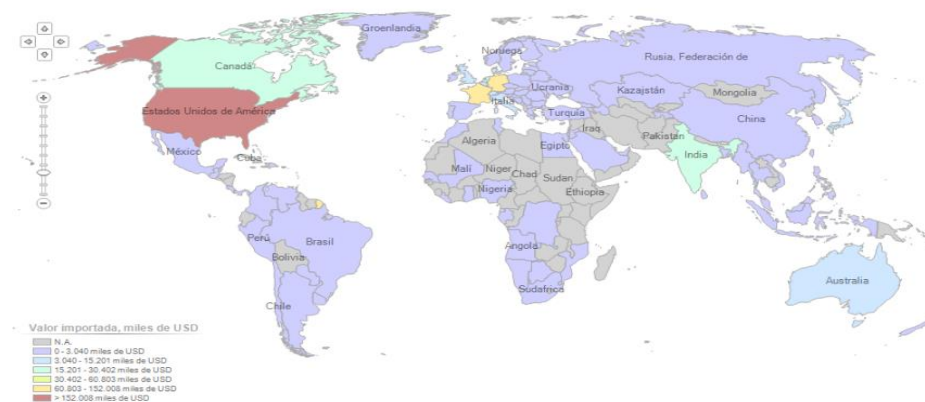 Groenlandia
Noruega
Rusia, Federación de
Canadá
Ucrania
Kazajstán
Mongolia
Italia
Estados Unidos de América
Turquía
China
Iraq
Pakistán
Argelia
Egipto
India
México
Cuba
Malí
Niger
Chad
Sudan
Nigeria
Ethiopia
Perú
Brasil
Angola
Bolivia
Australia
Chile
Sudafrica
Valor importada, miles de USD
N.A.
0 - 3.040 miles de USD
3.040 - 15.201 miles de USD
15.201 - 30.402 miles de USD
30.402 - 60.803 miles de USD
60.803 - 152.008 miles de USD
> 152.008 miles de USD